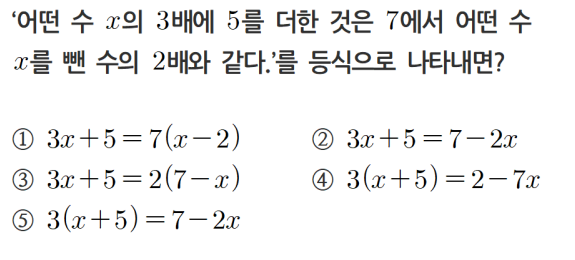 ‘어떤 수 x의 3배에 5를 더한 것은 7에서 어떤 수
x를 뺀 수의 2배와 같다.’를 등식으로 나타내면?
① 3x+5=7(x-2) ② 3x+5=7-2x
③ 3x+5=2(7-x) ④ 3(x+5)=2-7x
⑤ 3(x+5)=7-2x